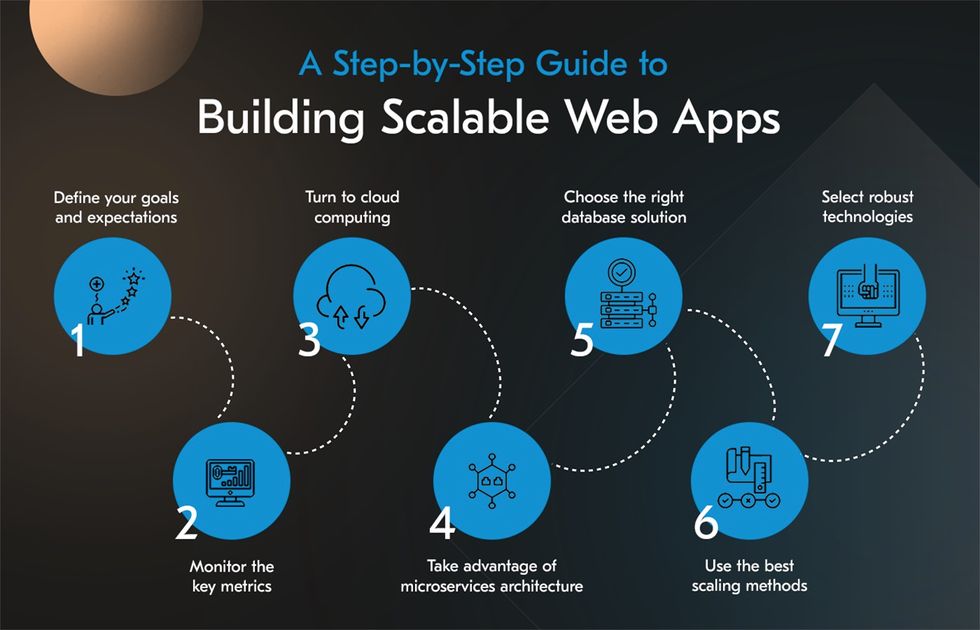 A Step-by-Step Guide to
Building Scalable Web Apps
Define your goals
and expectations
1
2
Monitor the
key metrics
Turn to cloud
computing
3
4
Take advantage of
microservices architecture
Choose the right
database solution
5
6
Use the best
scaling methods
Select robust
technologies
7